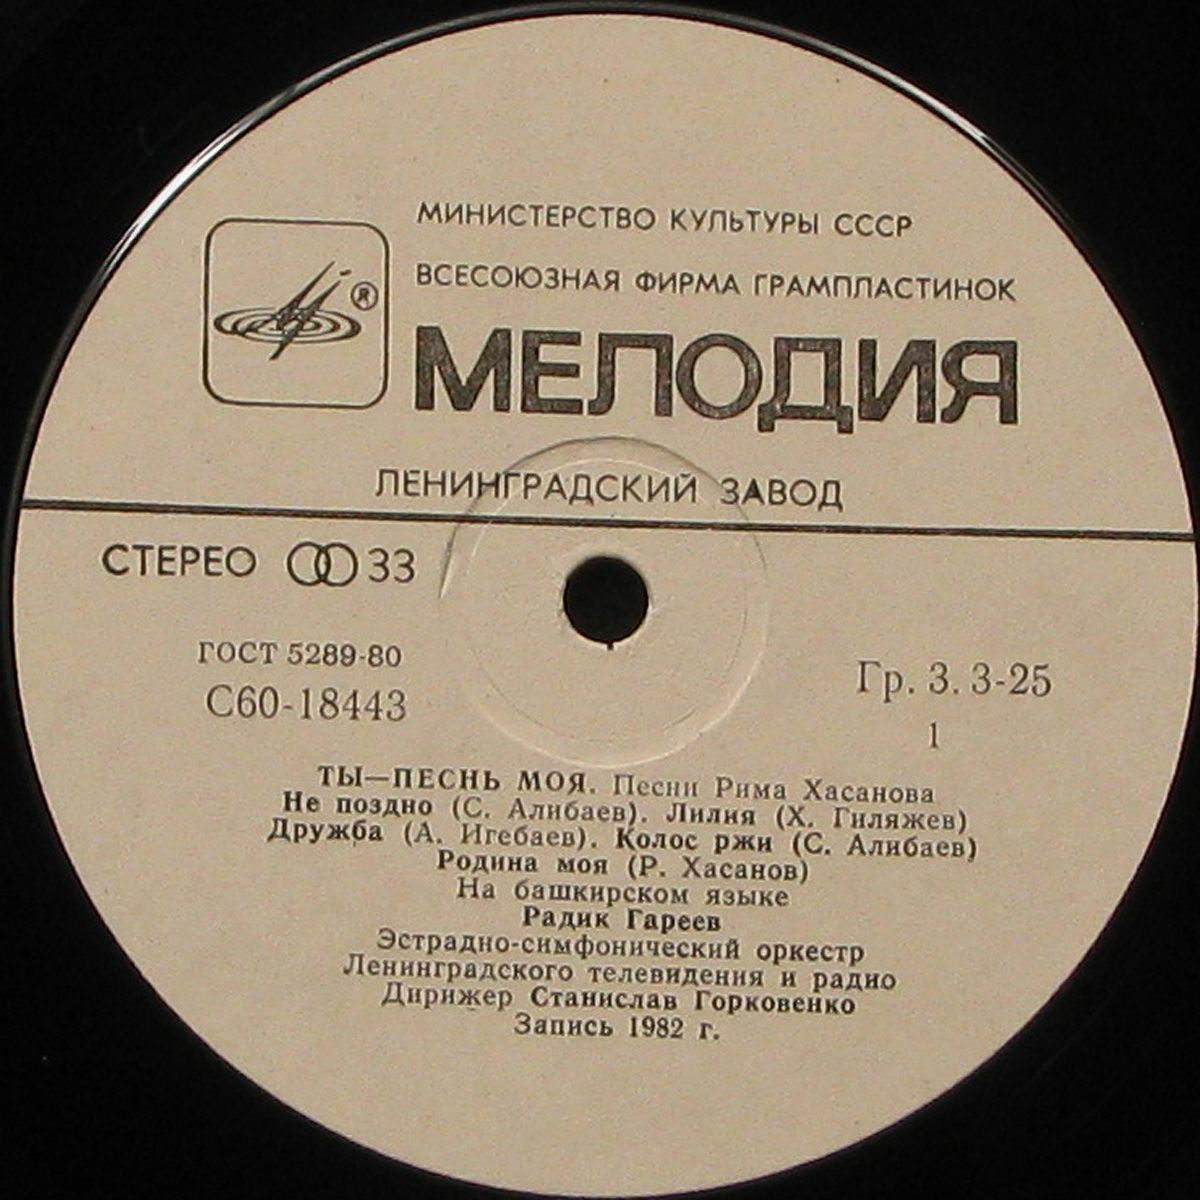 МИНИСТЕРСТВО КУЛЬТУРЫ СССР
ВСЕСОЮЗНАЯ ФИРМА ГРАМПЛАСТИНОК
®
МЕЛОДИЯ
ЛЕНИНГРАДСКИЙ ЗАВОД
СТЕРЕО 33
ГОСТ 5289-80
С60-18443
Гр. 3. 3-25
1
ТЫ—ПЕСНЬ МОЯ. Песни Рима Хасанова
Не поздно (С. Алибаев). Лилия (Х. Гиляжев)
Дружба (А. Игебаев). Колос ржи (С. Алибаев)
Родина моя (Р. Хасанов)
На башкирском языке
Радик Гареев
Эстрадно-симфонический оркестр
Ленинградского телевидения и радио
Дирижер Станислав Горковенко
Запись 1982 г.